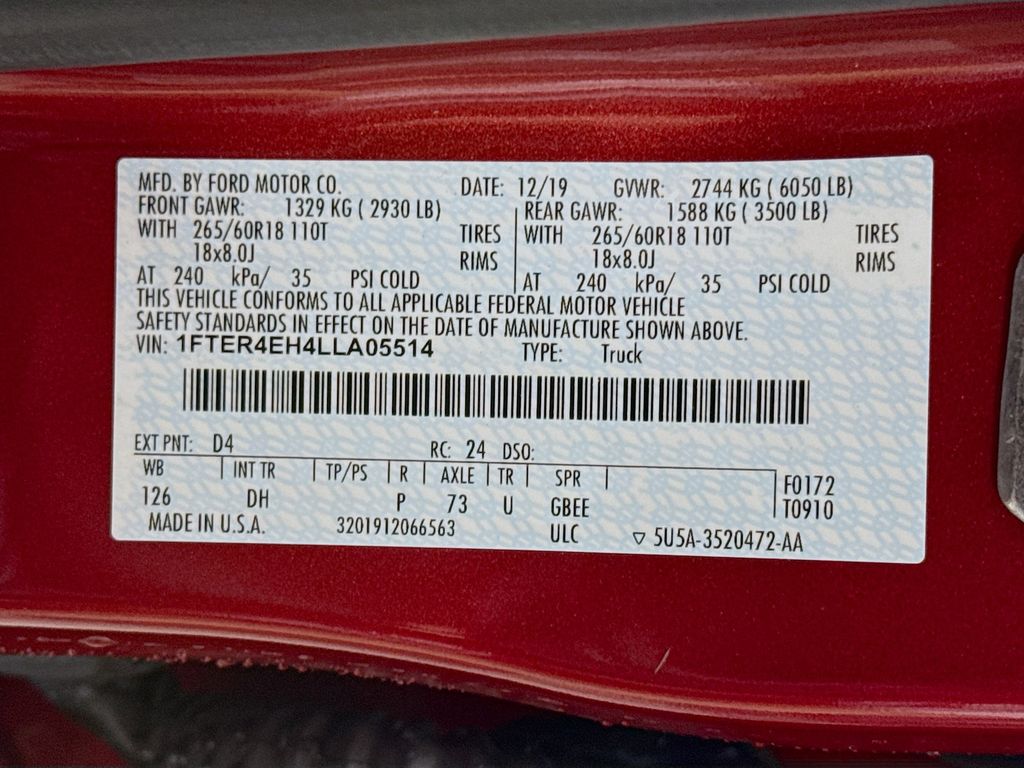 MFD. BY FORD MOTOR CO. DATE: 12/19 GVWR: 2744 KG ( 6050 LB)
FRONT GAWR: 1329 KG ( 2930 LB) REAR GAWR: 1588 KG ( 3500 LB)
WITH 265/60R18 110T TIRES WITH 265/60R18 110T TIRES
18x8.0J RIMS 18x8.0J RIMS
AT 240 kPa/ 35 PSI COLD AT 240 kPa/ 35 PSI COLD
THIS VEHICLE CONFORMS TO ALL APPLICABLE FEDERAL MOTOR VEHICLE
SAFETY STANDARDS IN EFFECT ON THE DATE OF MANUFACTURE SHOWN ABOVE.
VIN: 1FTER4EH4LLA05514 TYPE: Truck
EXT PNT: D4 RC: 24 DSO:
WB INT TR TP/PS R AXLE TR SPR F0172
126 DH P 73 U GBEE T0910
MADE IN U.S.A. 3201912066563 ULC ▽ 5U5A-3520472-AA